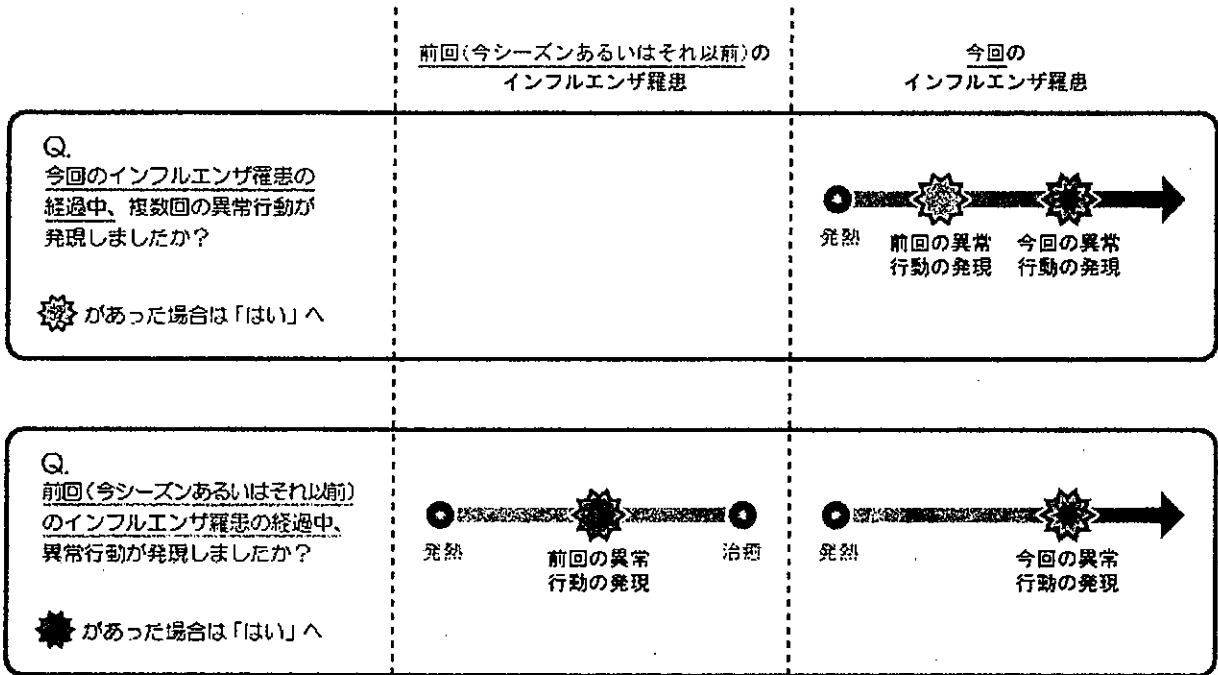 前回(今シーズンあるいはそれ以前)の
インフルエンザ罹患
今回の
インフルエンザ罹患
Q.
今回のインフルエンザ罹患の
経過中、複数回の異常行動が
発現しましたか?
があった場合は「はい」へ
発熱
前回の異常
行動の発現
今回の異常
行動の発現
Q.
前回(今シーズンあるいはそれ以前)
のインフルエンザ羅患の経過中、
異常行動が発現しましたか?
があった場合は「はい」へ
発熱
前回の異常
行動の発現
治癒
発熱
今回の異常
行動の発現